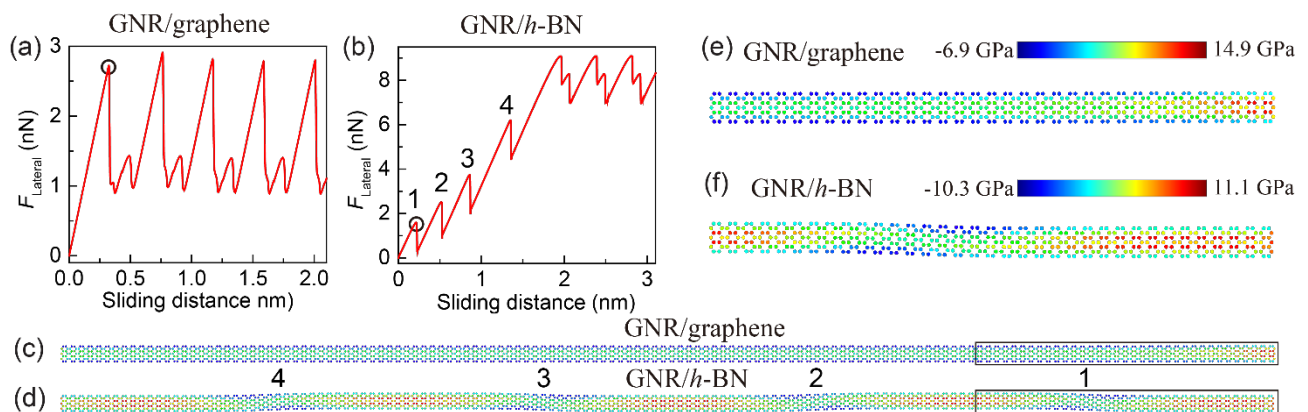 GNR/graphene
(a)
3
2
1
0
F Lateral (nN)
0.0 0.5 1.0 1.5 2.0
Sliding distance nm)
GNR/h-BN
(b)
8
6
4
2
0
F Lateral (nN)
1
2
3
4
0 1 2 3
Sliding distance (nm)
(e)
GNR/graphene
-6.9 GPa 14.9 GPa
(f)
GNR/h-BN
-10.3 GPa 11.1 GPa
GNR/graphene
(c)
4 3 GNR/h-BN 2 1
(d)